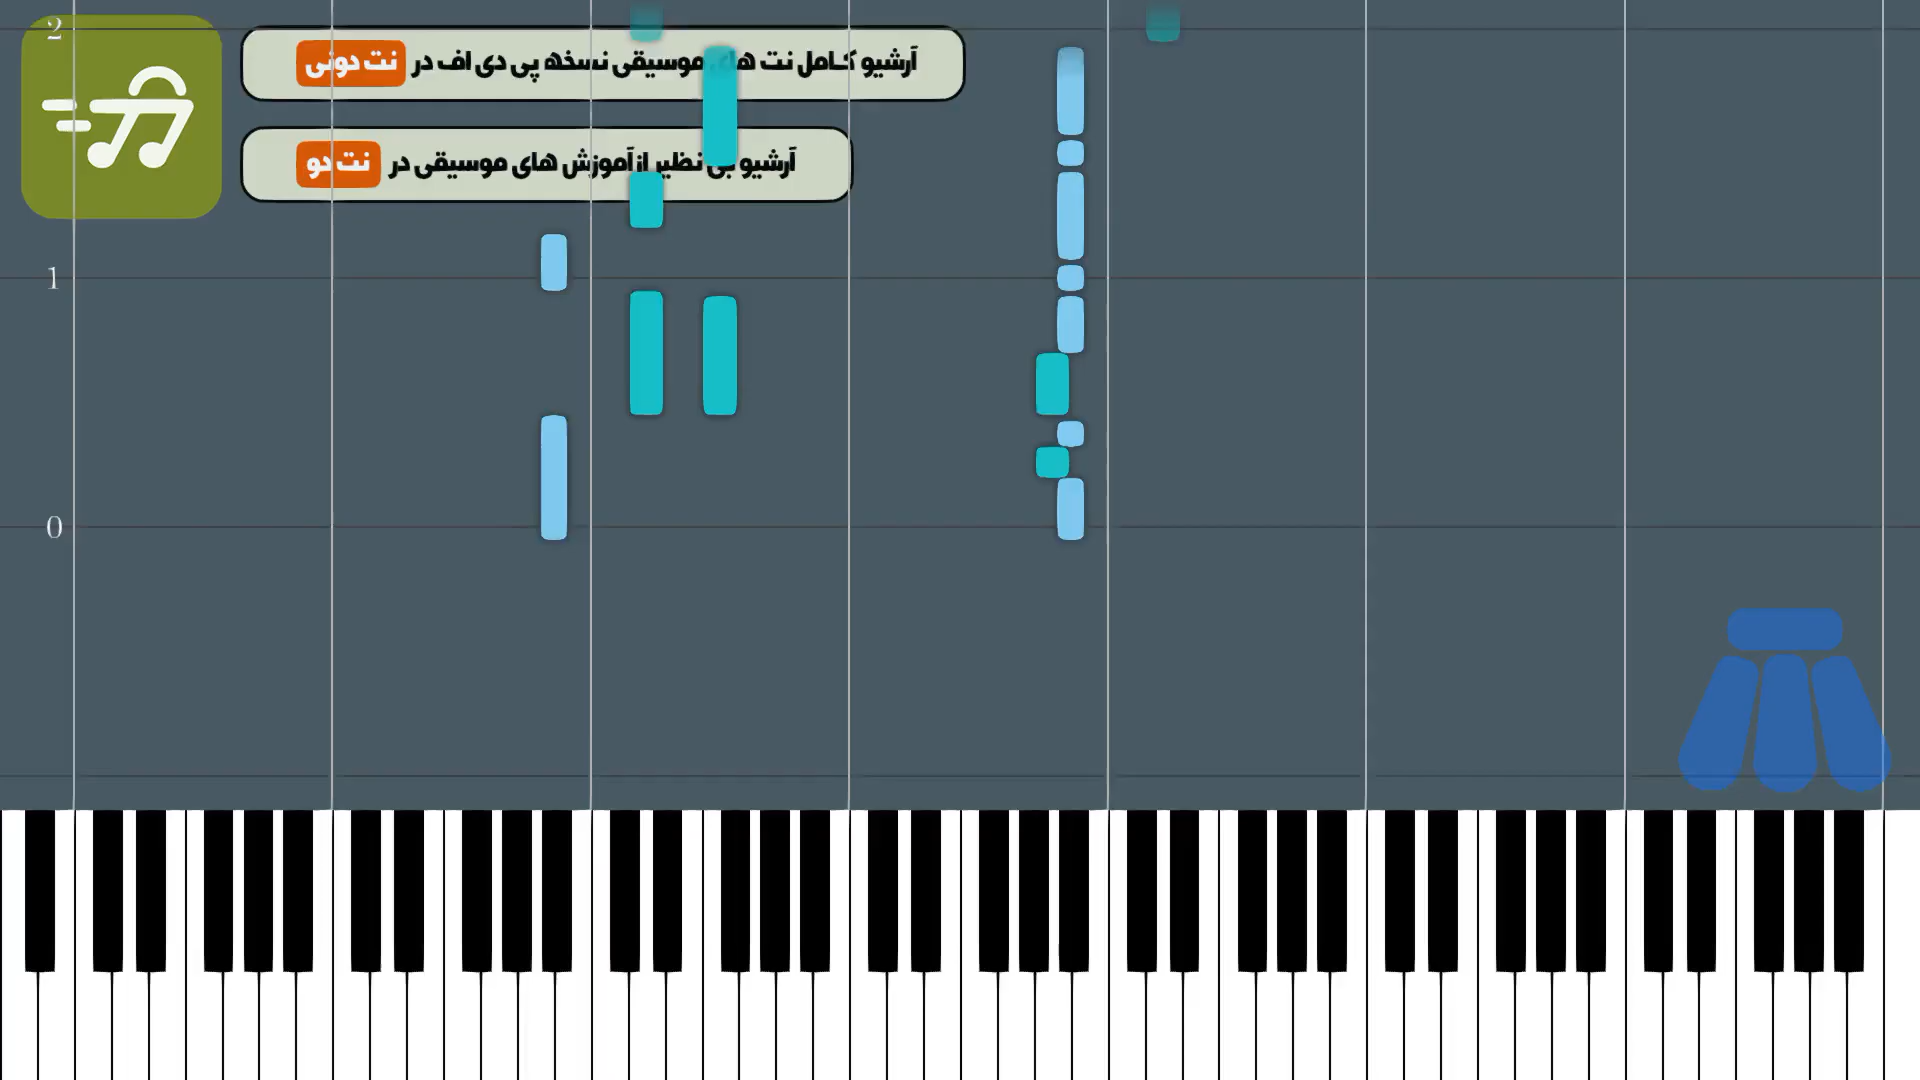 2
آرشیو کامل نت های موسیقی نسخه پی دی اف در نت دونی
آرشیو بی نظیر از آموزش های موسیقی در نت دو
1
0